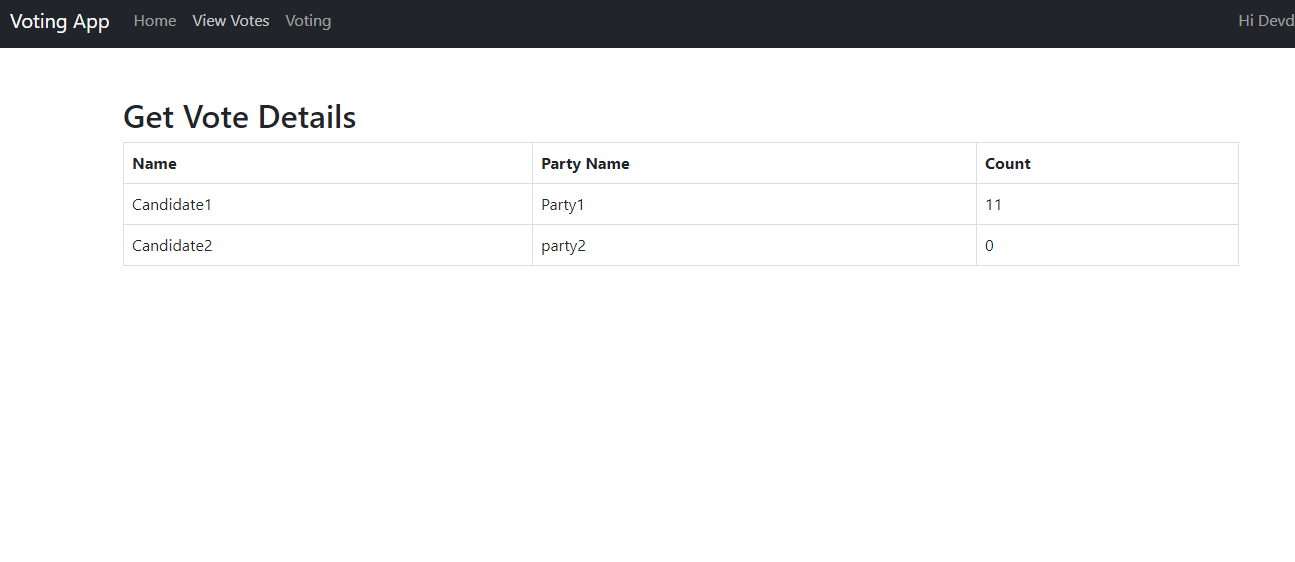 Voting App Home View Votes Voting Hi Devd
Get Vote Details
Name Party Name Count
Candidate1 Party1 11
Candidate2 party2 0